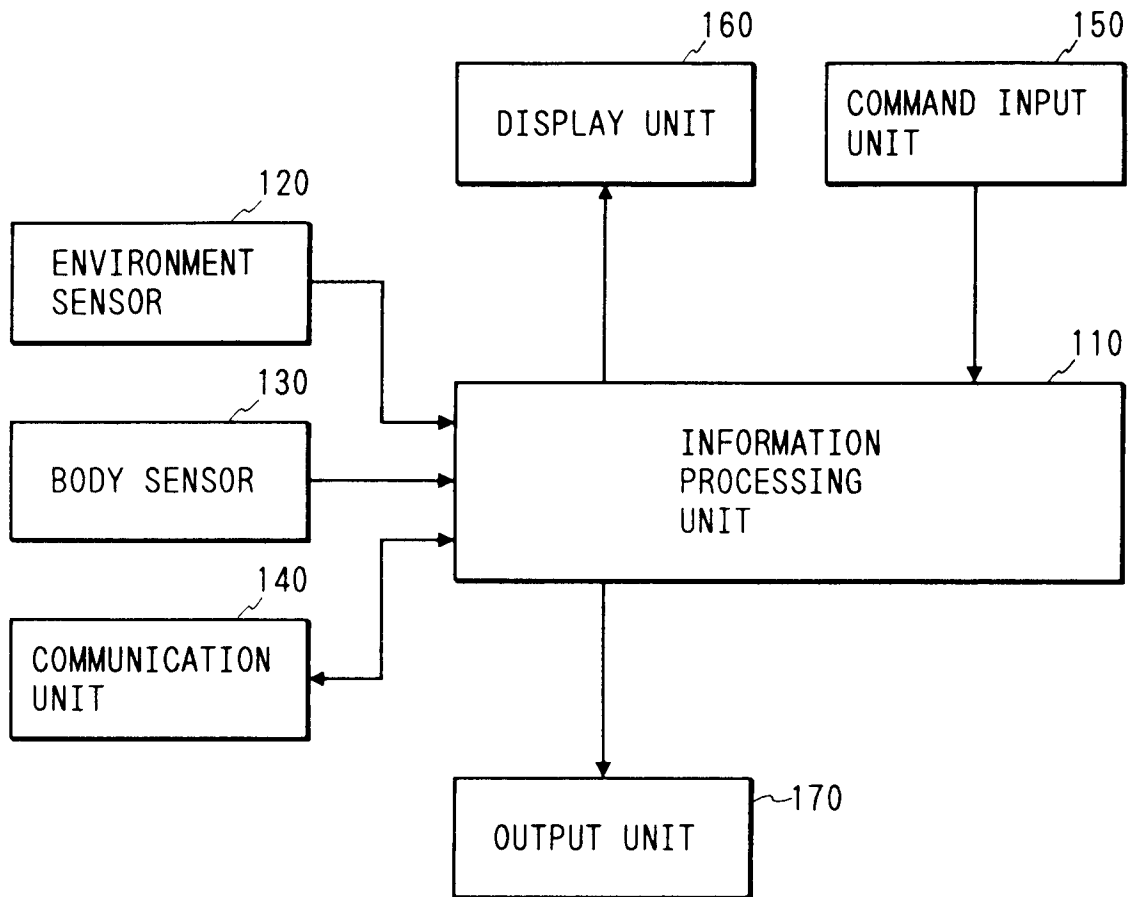 160
150
DISPLAY UNIT
COMMAND INPUT
UNIT
120
ENVIRONMENT
SENSOR
110
130
INFORMATION
PROCESSING
UNIT
BODY SENSOR
140
COMMUNICATION
UNIT
170
OUTPUT UNIT